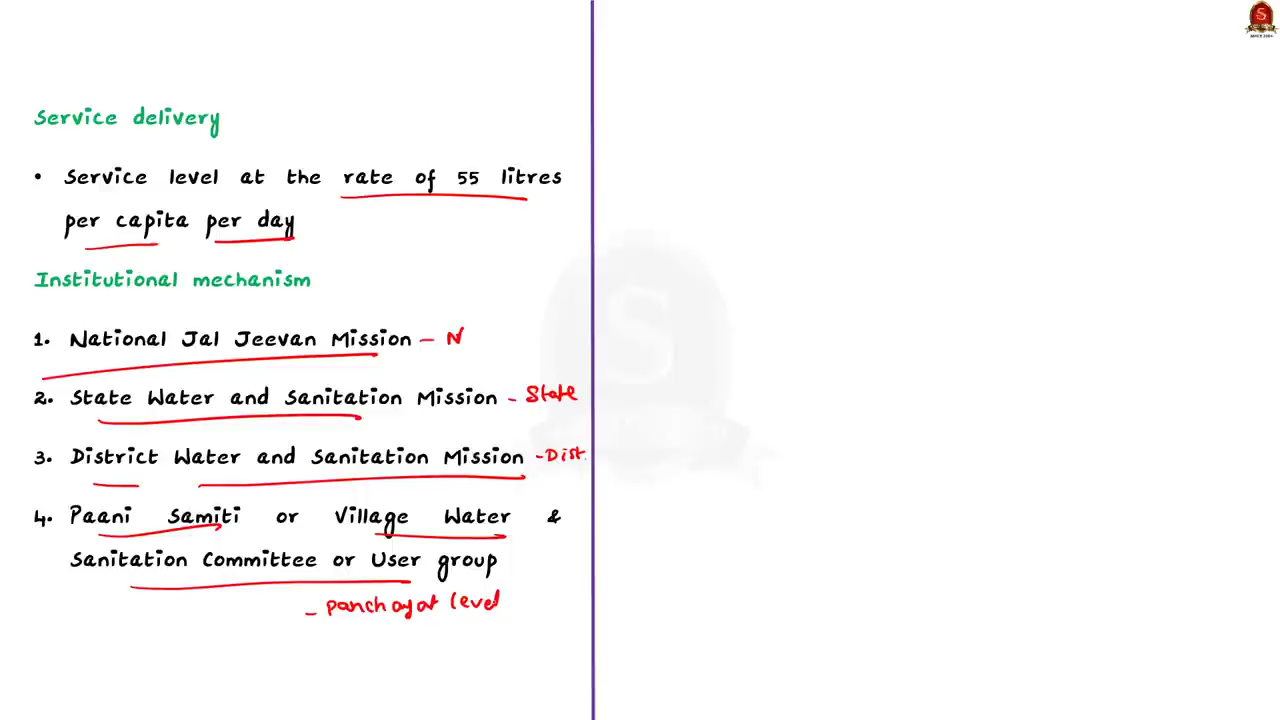 Service delivery
• Service level at the rate of 55 litres
per capita per day
Institutional mechanism
1. National Jal Jeevan Mission - N
2. State Water and Sanitation Mission - State
3. District Water and Sanitation Mission - Dist.
4. Paani Samiti or Village Water &
Sanitation Committee or User group
- panchayat level
S